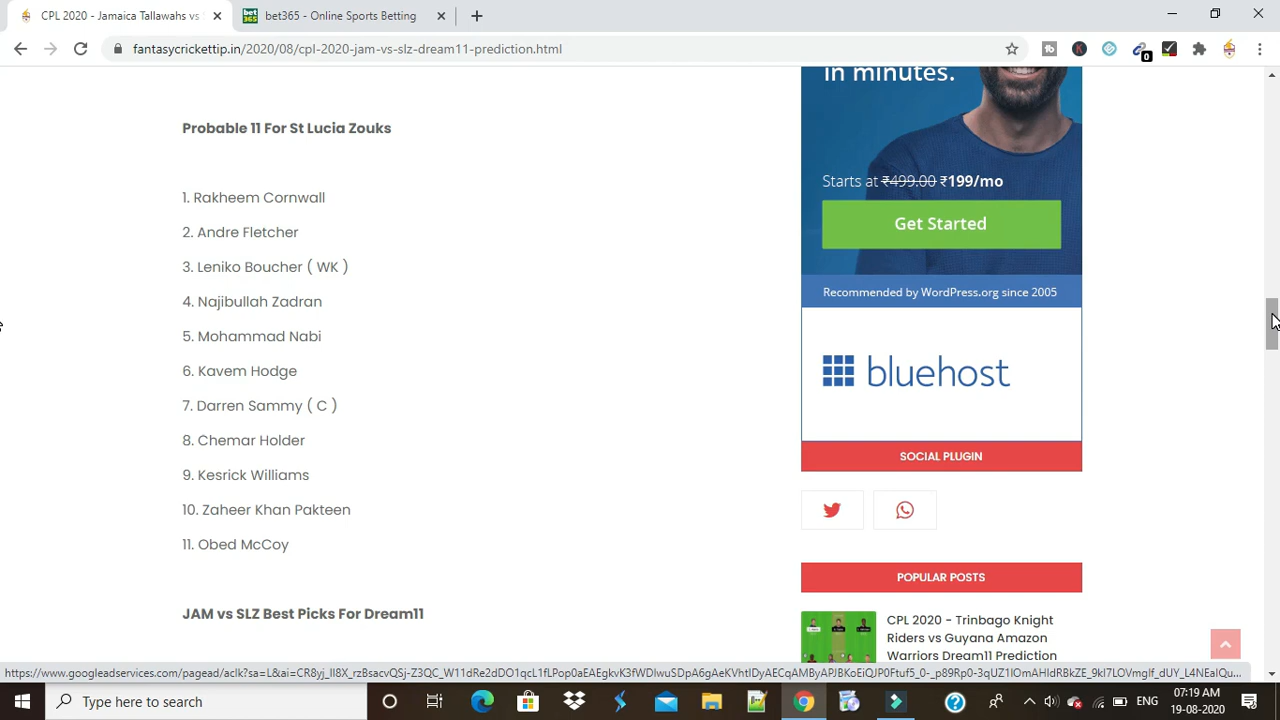 CPL 2020 - Jamaica Tallawahs vs
bet365 - Online Sports Betting
fantasycrickettip.in/2020/08/cpl-2020-jam-vs-slz-dream11-prediction.html
0
in minutes.
Probable 11 For St Lucia Zouks
Starts at ₹499.00 ₹199/mo
1. Rakheem Cornwall
Get Started
2. Andre Fletcher
3. Leniko Boucher ( WK )
Recommended by WordPress.org since 2005
4. Najibullah Zadran
5. Mohammad Nabi
bluehost
6. Kavem Hodge
7. Darren Sammy ( C )
8. Chemar Holder
SOCIAL PLUGIN
9. Kesrick Williams
10. Zaheer Khan Pakteen
11. Obed McCoy
POPULAR POSTS
JAM vs SLZ Best Picks For Dream11
CPL 2020 - Trinbago Knight
Riders vs Guyana Amazon
Warriors Dream11 Prediction
Type here to search
ENG
07:19 AM
19-08-2020